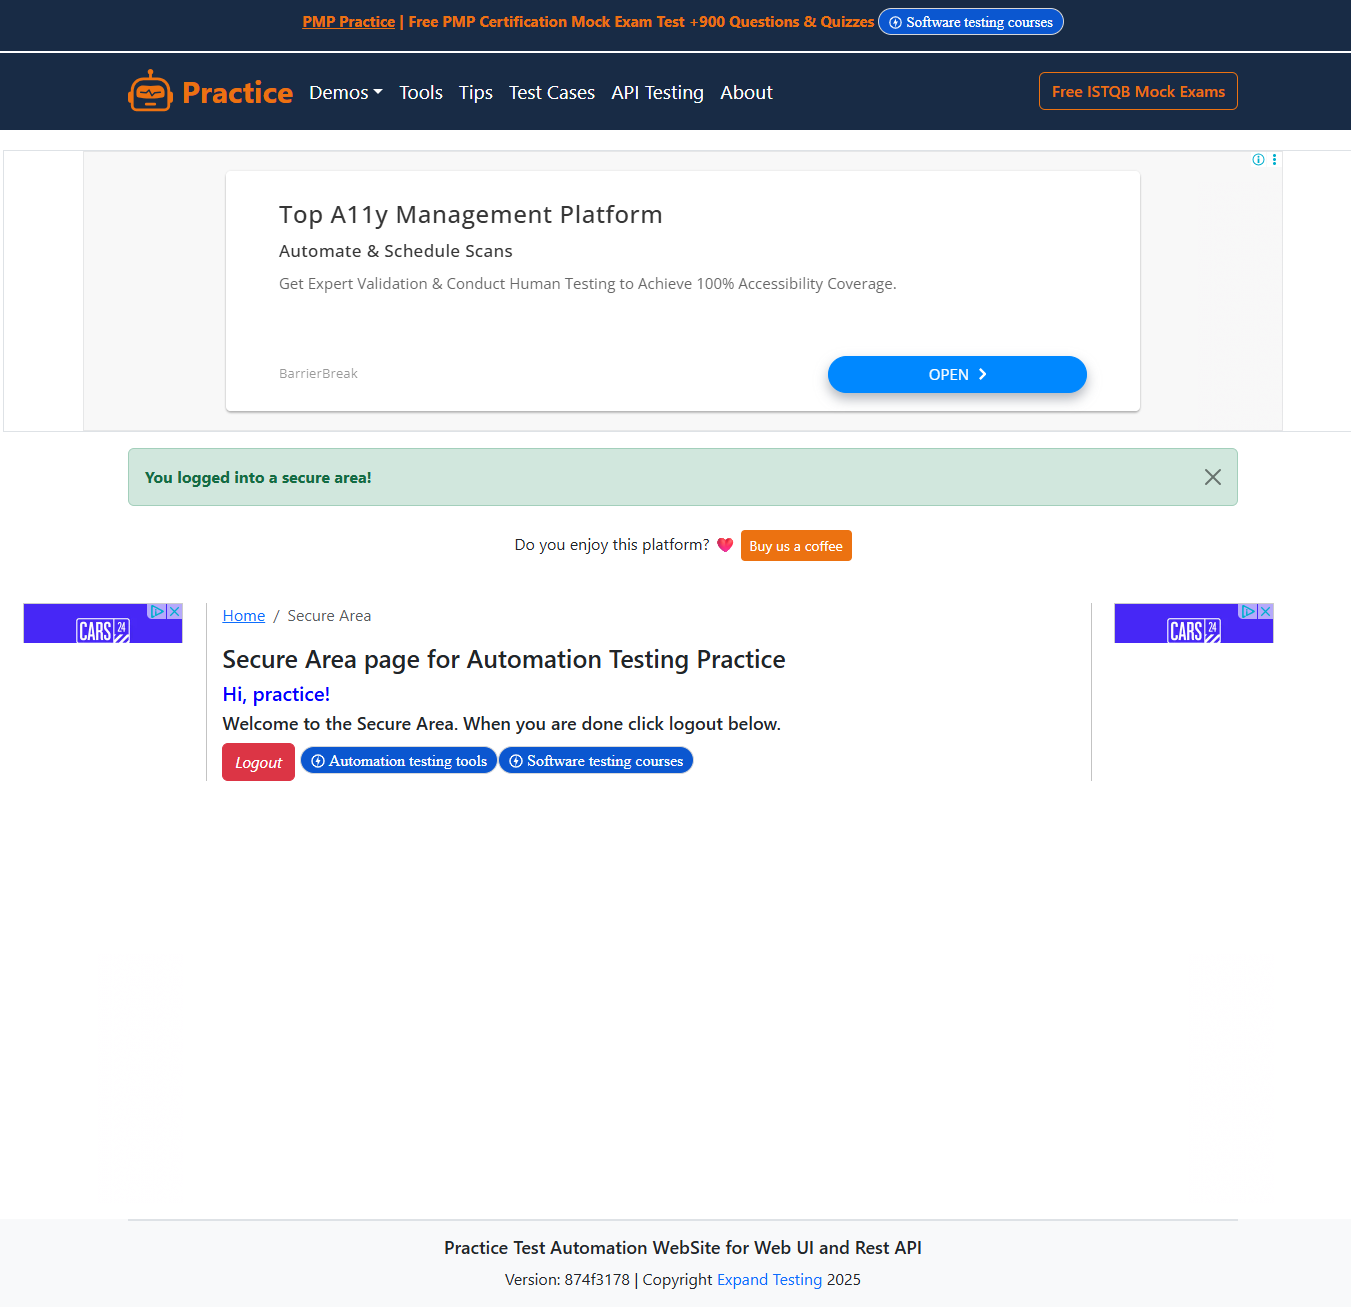 PMP Practice | Free PMP Certification Mock Exam Test +900 Questions & Quizzes Software testing courses
Practice Demos Tools Tips Test Cases API Testing About Free ISTQB Mock Exams
Top A11y Management Platform
Automate & Schedule Scans
Get Expert Validation & Conduct Human Testing to Achieve 100% Accessibility Coverage.
BarrierBreak OPEN
You logged into a secure area!
Do you enjoy this platform? Buy us a coffee
CARS 24
Home / Secure Area
CARS 24
Secure Area page for Automation Testing Practice
Hi, practice!
Welcome to the Secure Area. When you are done click logout below.
Logout Automation testing tools Software testing courses
Practice Test Automation WebSite for Web UI and Rest API
Version: 874f3178 | Copyright Expand Testing 2025